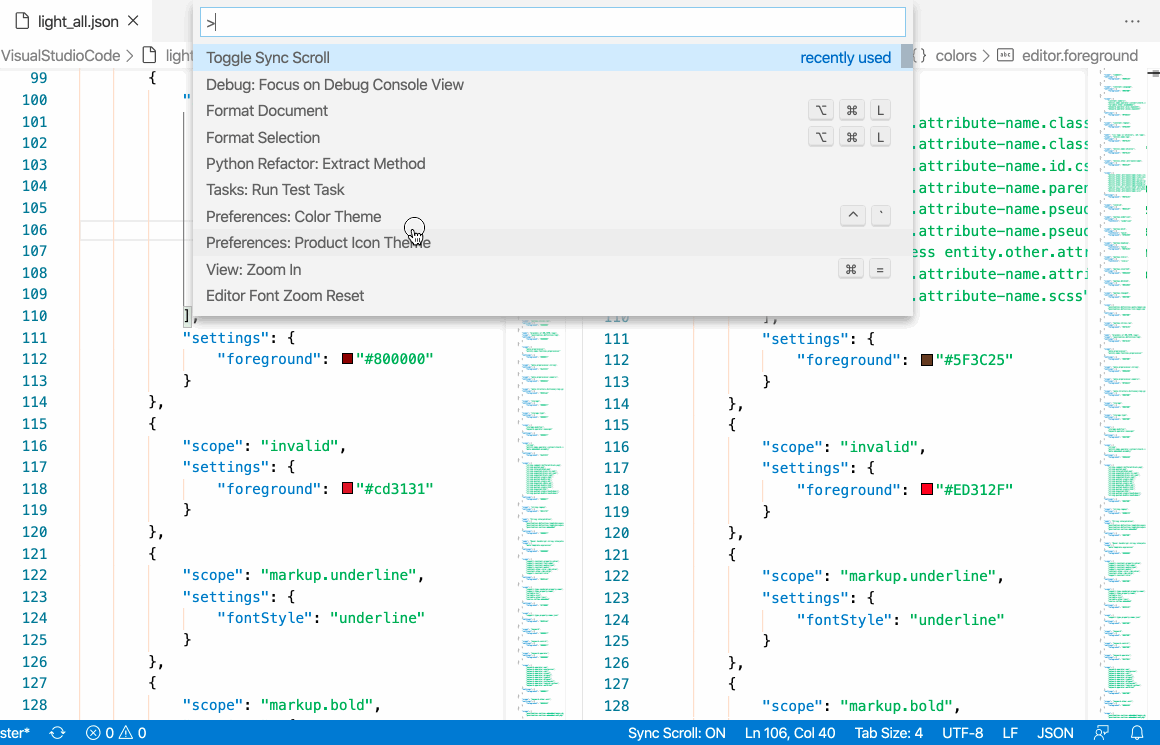 light_all.json
VisualStudioCode > light
{} colors > editor.foreground
>
Toggle Sync Scroll recently used
Debug: Focus on Debug Console View
Format Document ⌥ ⌘ L
Format Selection ⌥ ⌘ L
Python Refactor: Extract Method
Tasks: Run Test Task
Preferences: Color Theme ^ `
Preferences: Product Icon Theme
View: Zoom In ⌘ =
Editor Font Zoom Reset
99 {
100 "
101
102
103
104
105
106
107
108
109
110 ],
111 "settings": {
112 "foreground": "#800000"
113 }
114 },
115 {
116 "scope": "invalid",
117 "settings": {
118 "foreground": "#cd3131"
119 }
120 },
121 {
122 "scope": "markup.underline",
123 "settings": {
124 "fontStyle": "underline"
125 }
126 },
127 {
128 "scope": "markup.bold",
.attribute-name.class
.attribute-name.class
.attribute-name.id.cs
.attribute-name.paren
.attribute-name.pseud
.attribute-name.pseud
ess entity.other.attr
.attribute-name.attri
.attribute-name.scss"
110 ],
111 "settings": {
112 "foreground": "#5F3C25"
113 }
114 },
115 {
116 "scope": "invalid",
117 "settings": {
118 "foreground": "#ED312F"
119 }
120 },
121 {
122 "scope": "markup.underline",
123 "settings": {
124 "fontStyle": "underline"
125 }
126 },
127 {
128 "scope": "markup.bold",
ster* 0 0 Sync Scroll: ON Ln 106, Col 40 Tab Size: 4 UTF-8 LF JSON